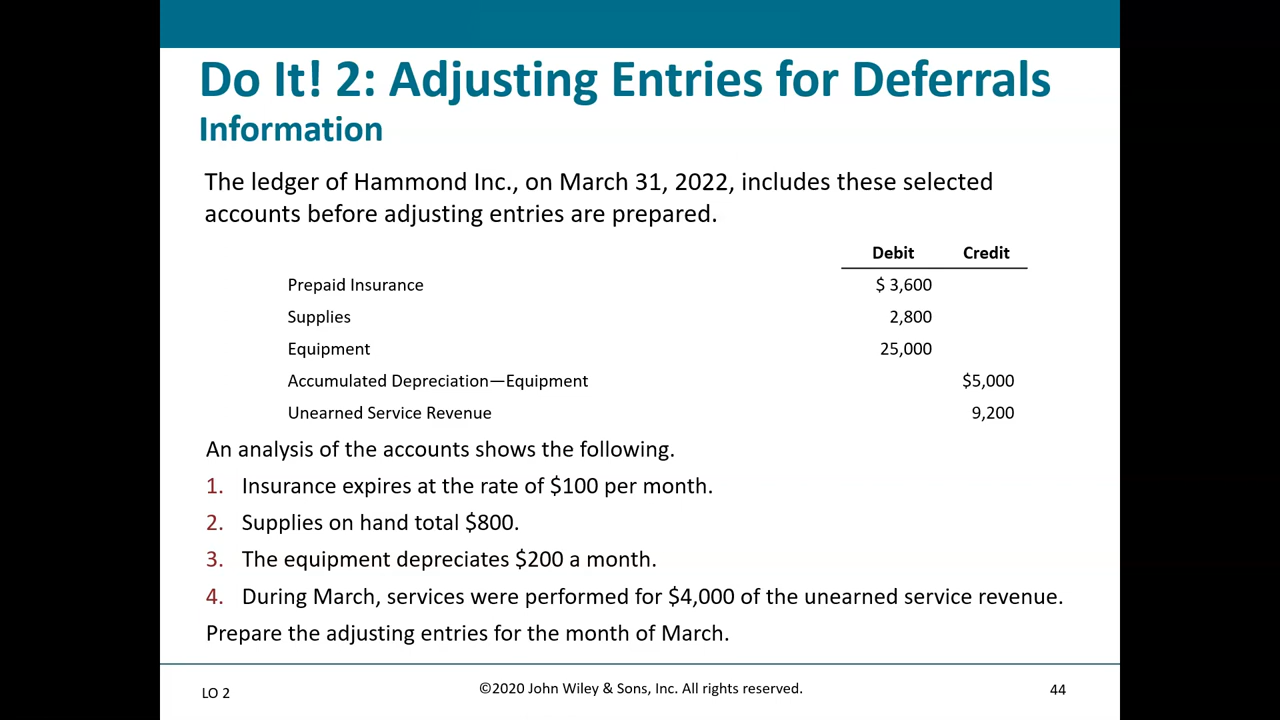 Do It! 2: Adjusting Entries for Deferrals
Information
The ledger of Hammond Inc., on March 31, 2022, includes these selected
accounts before adjusting entries are prepared.
Debit Credit
Prepaid Insurance $ 3,600
Supplies 2,800
Equipment 25,000
Accumulated Depreciation—Equipment $5,000
Unearned Service Revenue 9,200
An analysis of the accounts shows the following.
1. Insurance expires at the rate of $100 per month.
2. Supplies on hand total $800.
3. The equipment depreciates $200 a month.
4. During March, services were performed for $4,000 of the unearned service revenue.
Prepare the adjusting entries for the month of March.
LO 2 ©2020 John Wiley & Sons, Inc. All rights reserved. 44